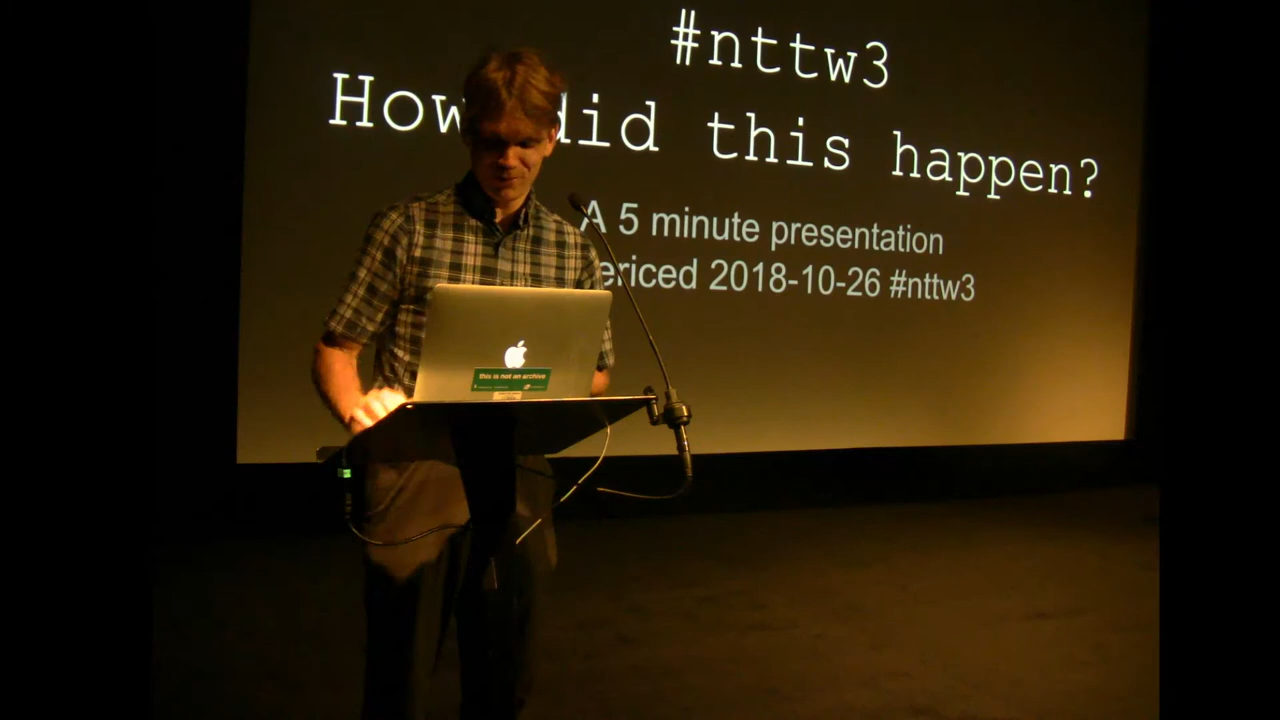 #nttw3
How did this happen?
A 5 minute presentation
ericed 2018-10-26 #nttw3
this is not an archive